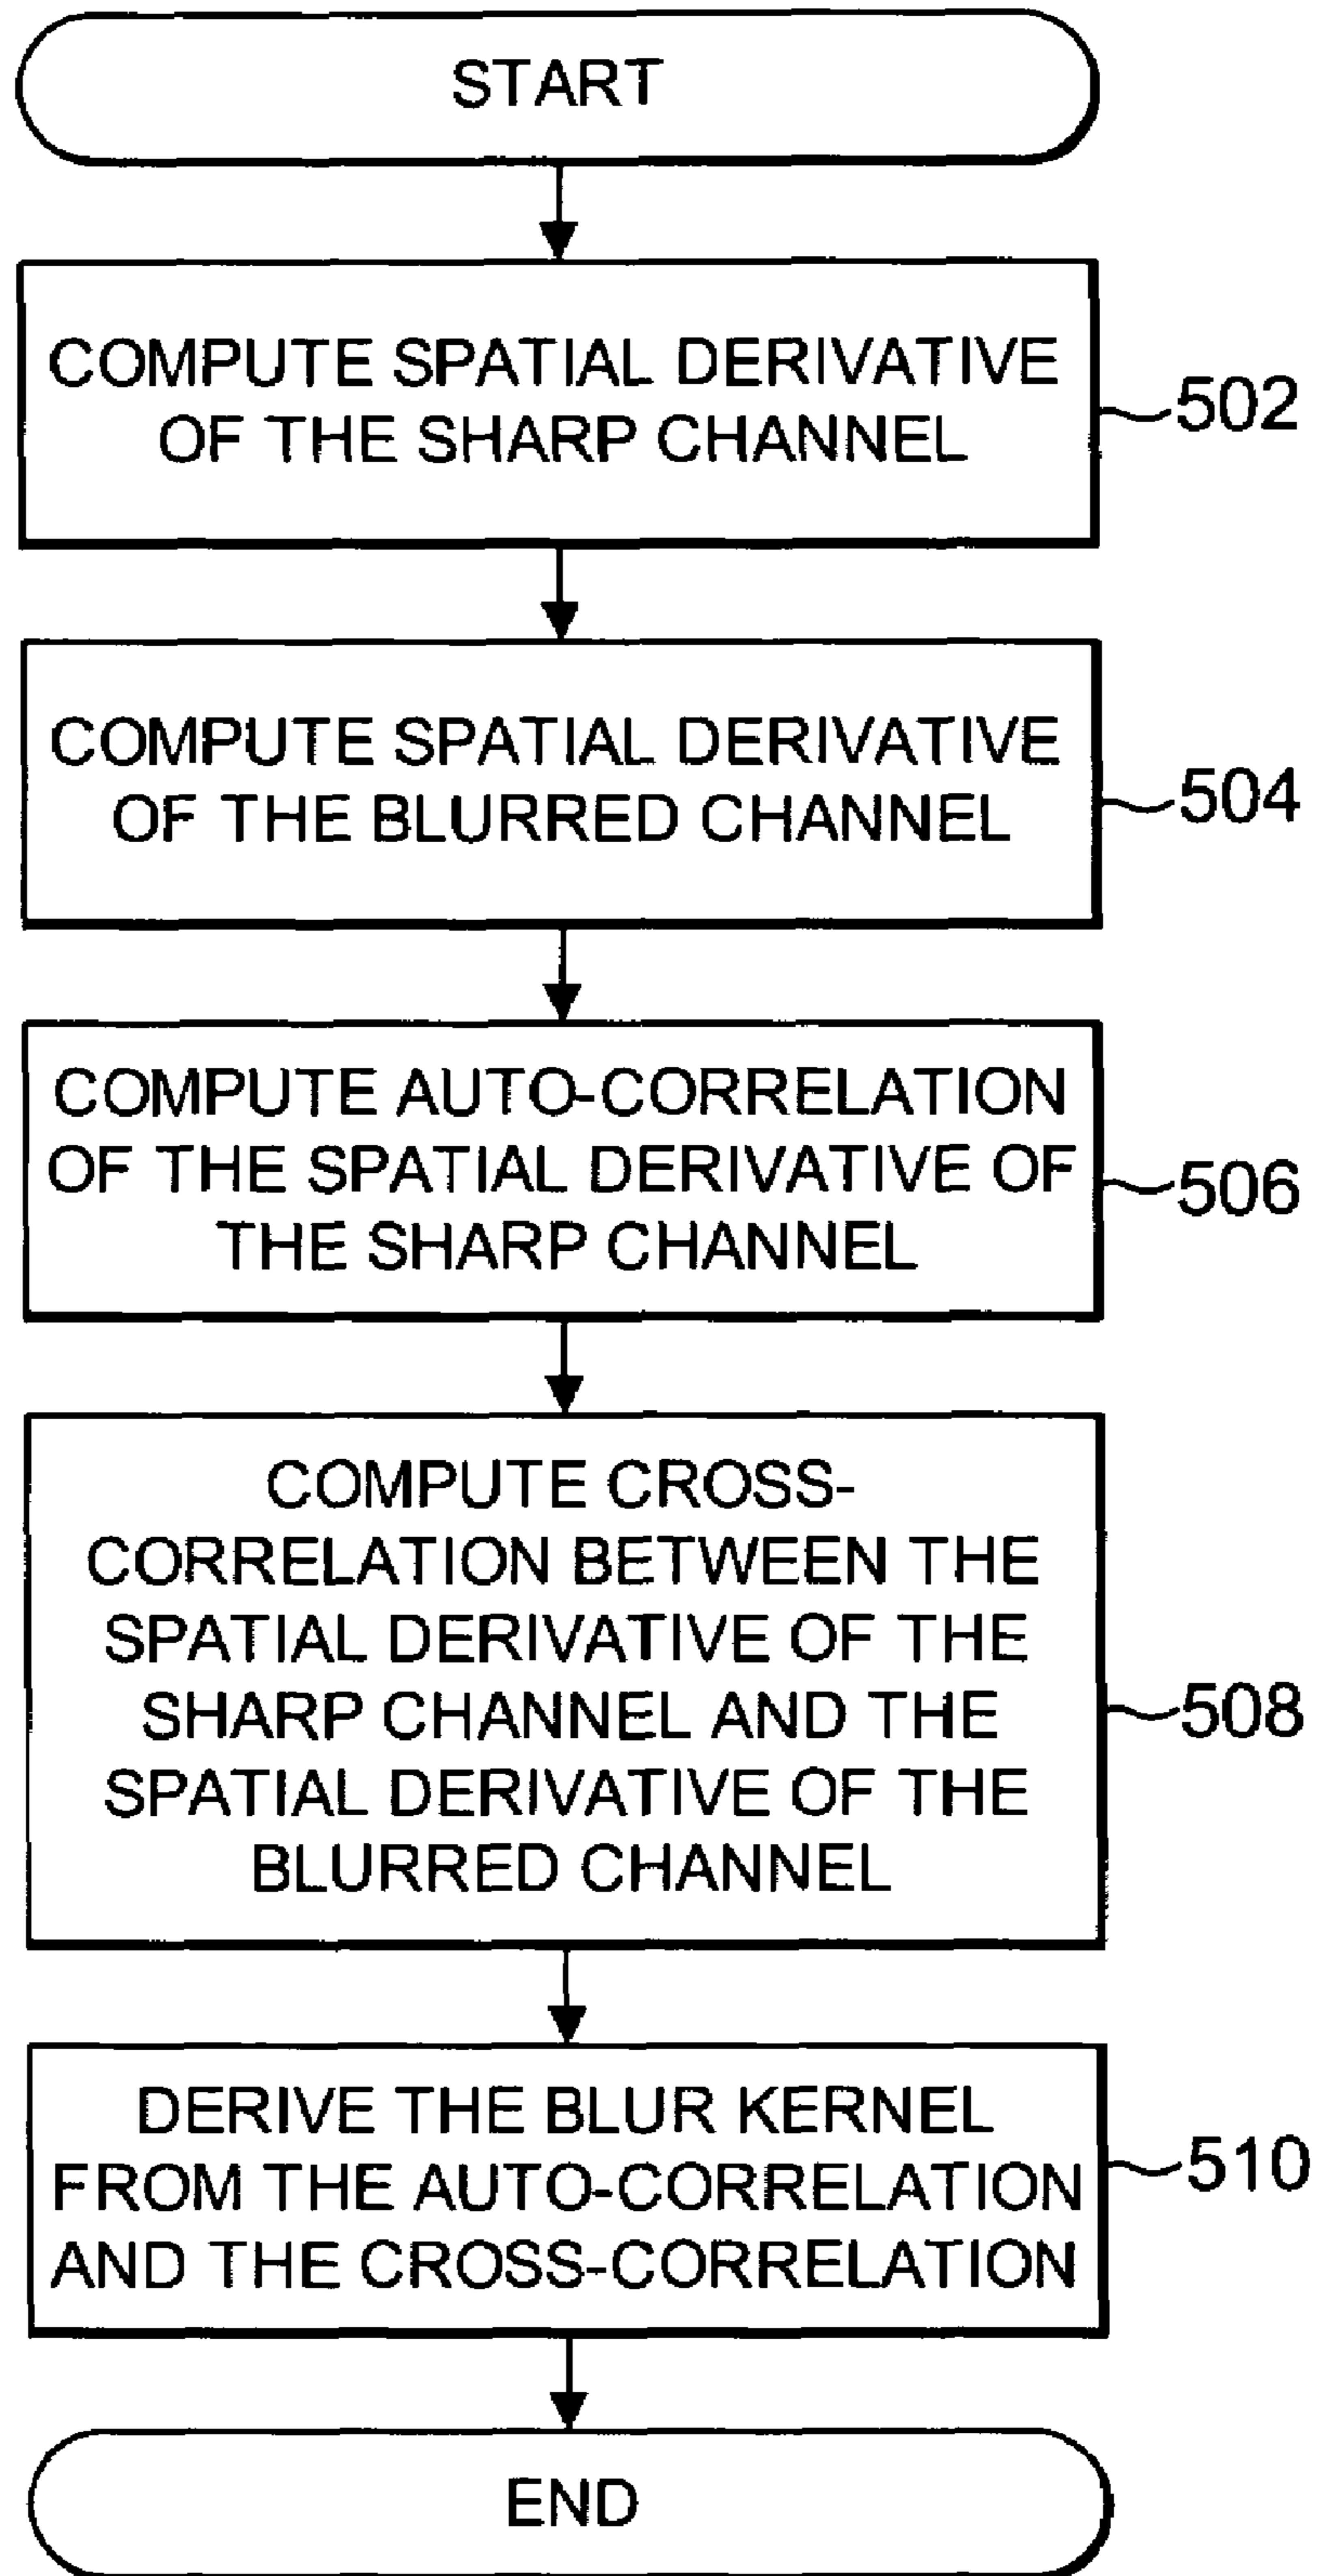 START
COMPUTE SPATIAL DERIVATIVE
OF THE SHARP CHANNEL
502
COMPUTE SPATIAL DERIVATIVE
OF THE BLURRED CHANNEL
504
COMPUTE AUTO-CORRELATION
OF THE SPATIAL DERIVATIVE OF
THE SHARP CHANNEL
506
COMPUTE CROSS-
CORRELATION BETWEEN THE
SPATIAL DERIVATIVE OF THE
SHARP CHANNEL AND THE
SPATIAL DERIVATIVE OF THE
BLURRED CHANNEL
508
DERIVE THE BLUR KERNEL
FROM THE AUTO-CORRELATION
AND THE CROSS-CORRELATION
510
END